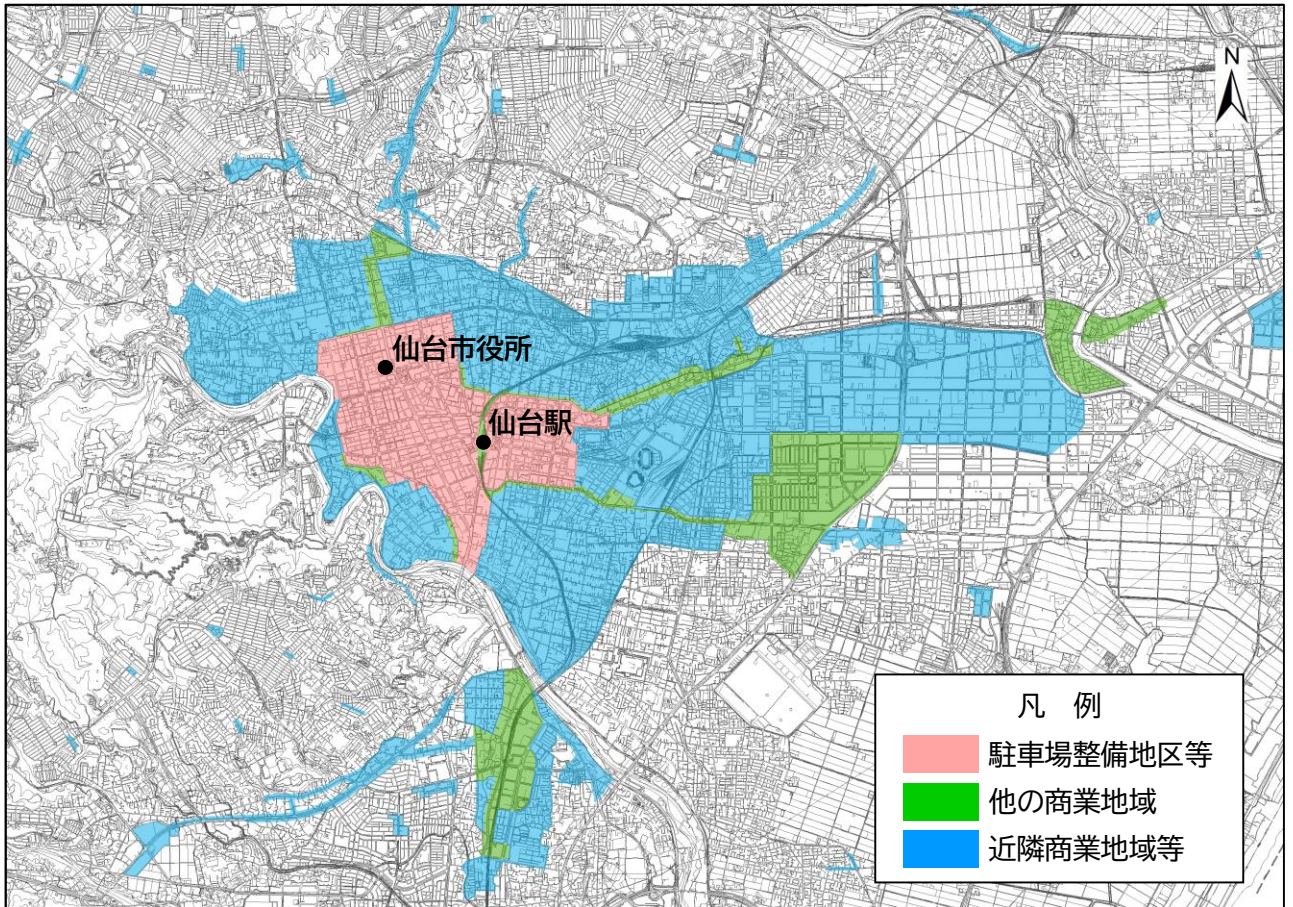 N
仙台市役所
仙台駅
凡 例
駐車場整備地区等
他の商業地域
近隣商業地域等